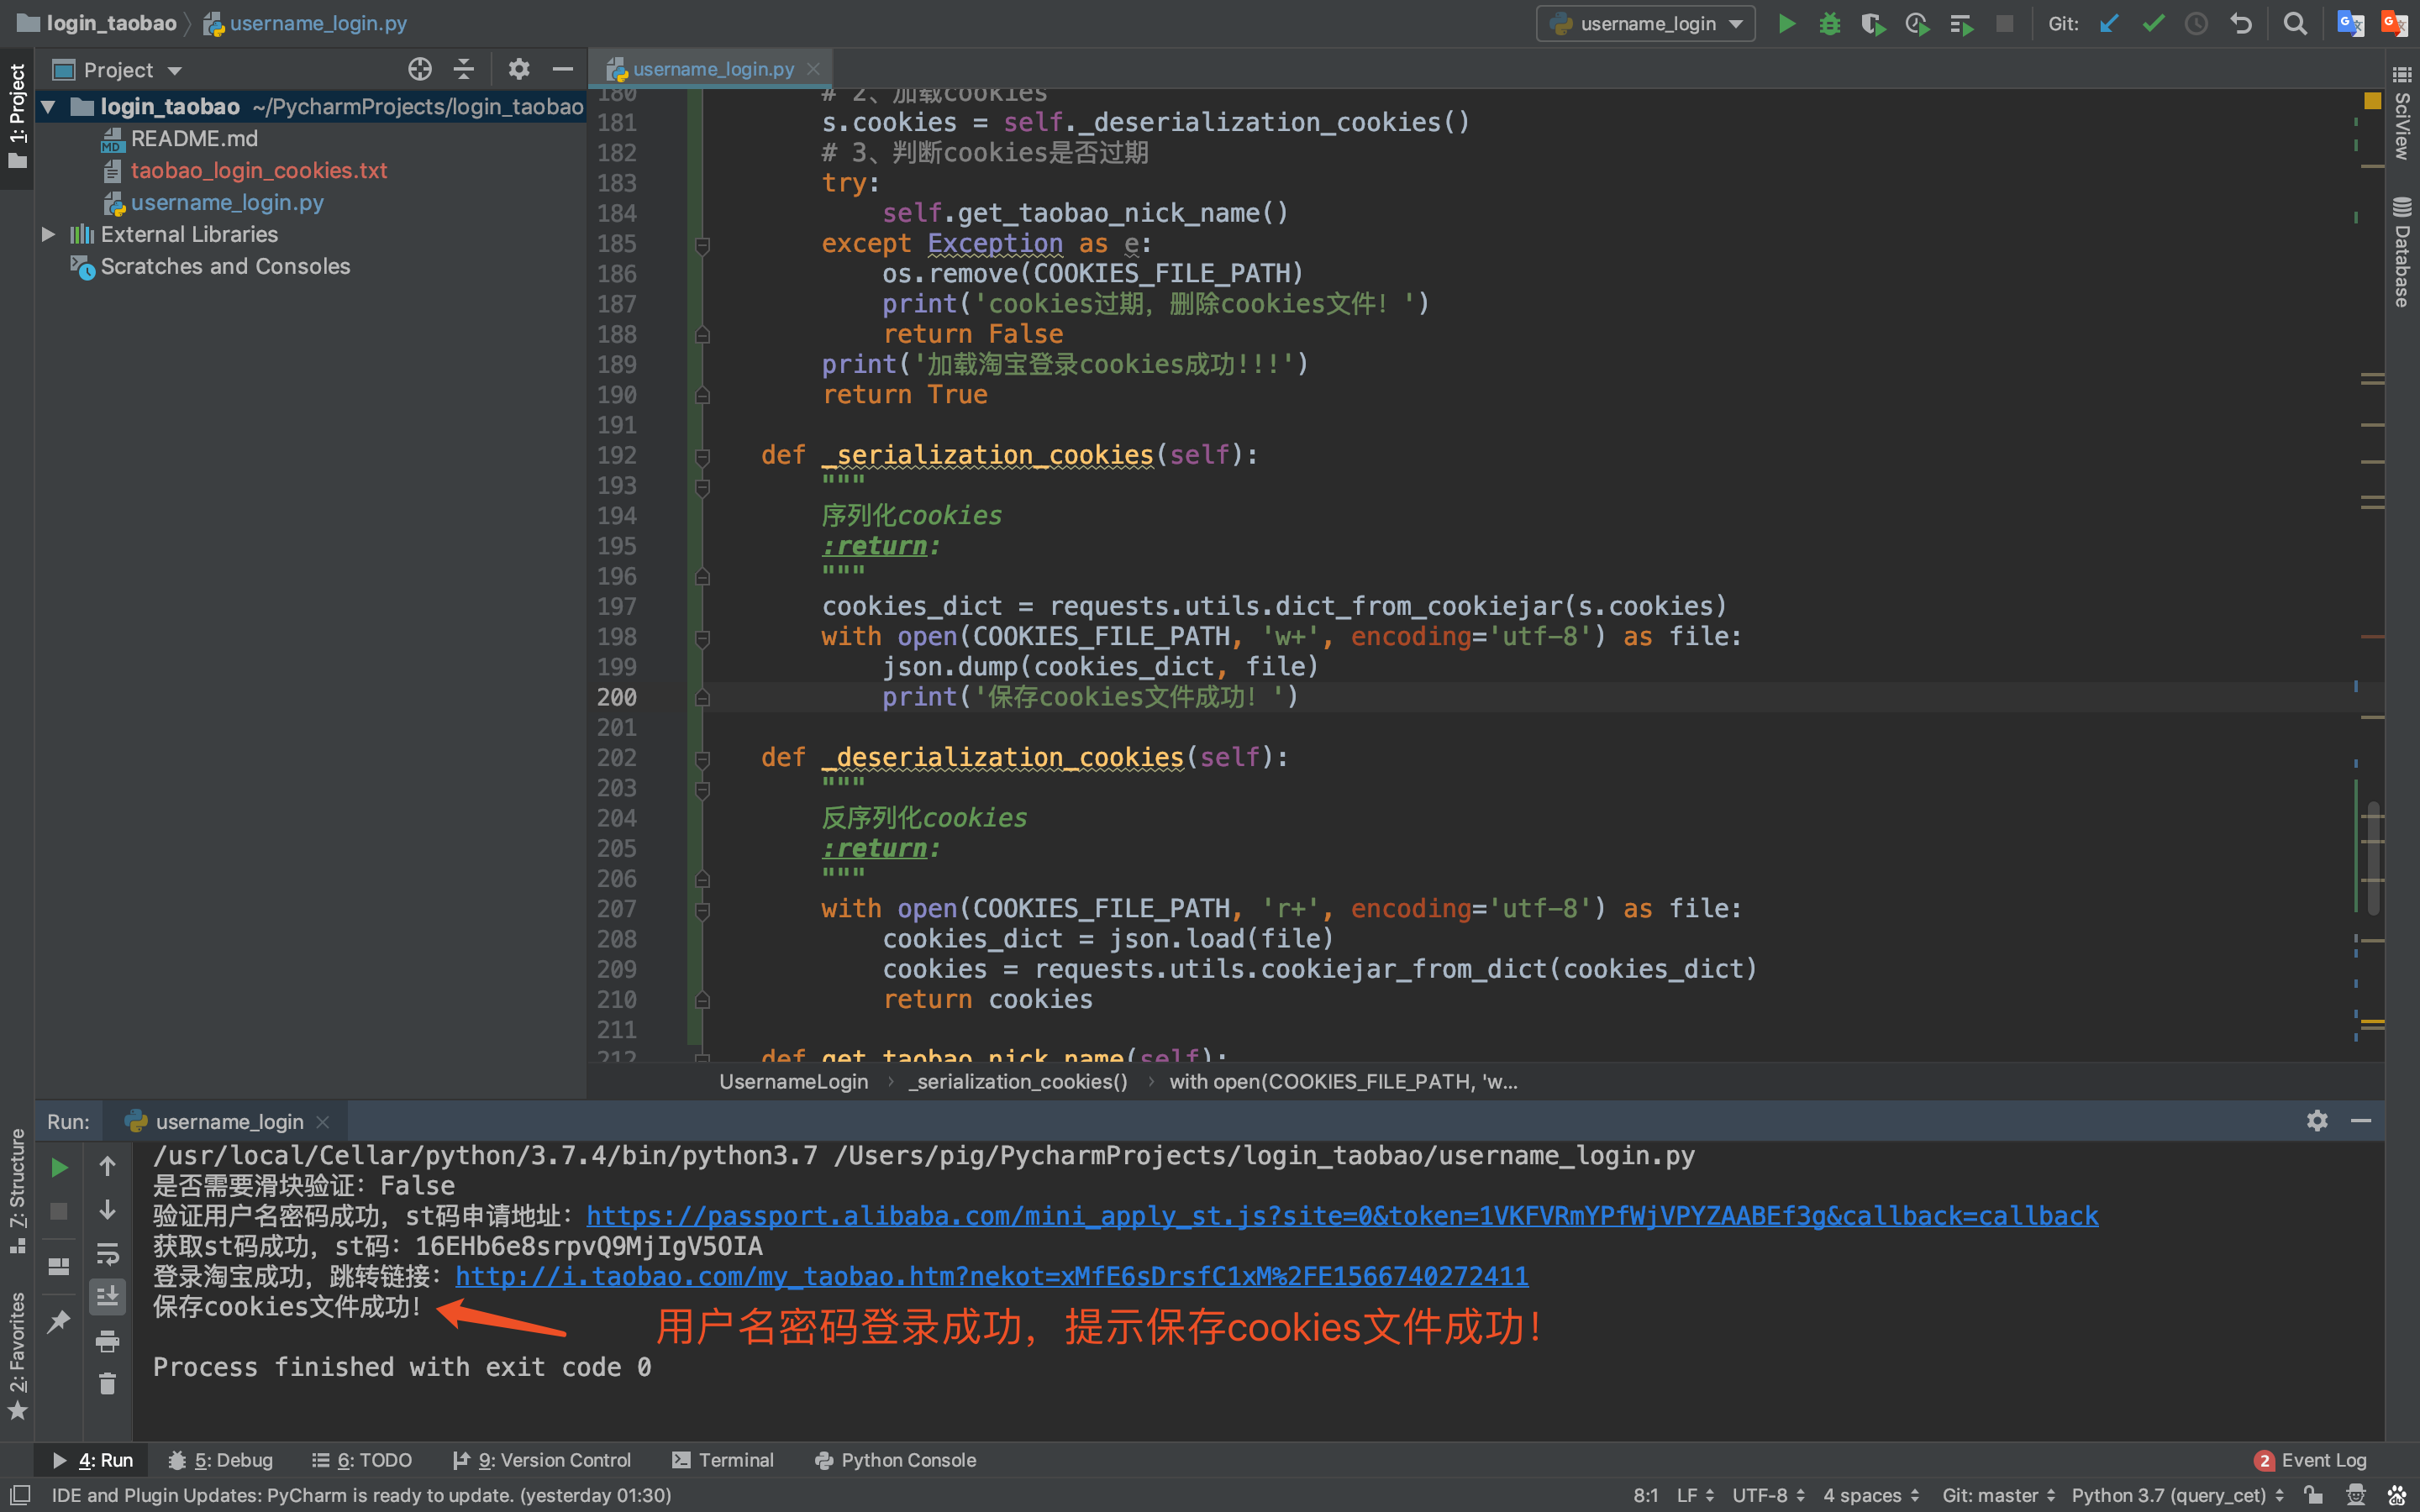 login_taobao
username_login.py
username_login
Git:
1: Project
Project
login_taobao ~/PycharmProjects/login_taobao
README.md
taobao_login_cookies.txt
username_login.py
External Libraries
Scratches and Consoles
username_login.py
180 # 2、加载cookies
181 s.cookies = self._deserialization_cookies()
182 # 3、判断cookies是否过期
183 try:
184 self.get_taobao_nick_name()
185 except Exception as e:
186 os.remove(COOKIES_FILE_PATH)
187 print('cookies过期，删除cookies文件！')
188 return False
189 print('加载淘宝登录cookies成功!!!')
190 return True
191
192 def _serialization_cookies(self):
193 """
194 序列化cookies
195 :return:
196 """
197 cookies_dict = requests.utils.dict_from_cookiejar(s.cookies)
198 with open(COOKIES_FILE_PATH, 'w+', encoding='utf-8') as file:
199 json.dump(cookies_dict, file)
200 print('保存cookies文件成功！')
201
202 def _deserialization_cookies(self):
203 """
204 反序列化cookies
205 :return:
206 """
207 with open(COOKIES_FILE_PATH, 'r+', encoding='utf-8') as file:
208 cookies_dict = json.load(file)
209 cookies = requests.utils.cookiejar_from_dict(cookies_dict)
210 return cookies
211
212 def get_taobao_nick_name(self):
UsernameLogin › _serialization_cookies() › with open(COOKIES_FILE_PATH, 'w...
SciView
Database
Run: username_login
7: Structure
2: Favorites
/usr/local/Cellar/python/3.7.4/bin/python3.7 /Users/pig/PycharmProjects/login_taobao/username_login.py
是否需要滑块验证：False
验证用户名密码成功，st码申请地址：https://passport.alibaba.com/mini_apply_st.js?site=0&token=1VKFVRmYPfWjVPYZAABEf3g&callback=callback
获取st码成功，st码：16EHb6e8srpvQ9MjIgV5OIA
登录淘宝成功，跳转链接：http://i.taobao.com/my_taobao.htm?nekot=xMfE6sDrsfC1xM%2FE1566740272411
保存cookies文件成功！
用户名密码登录成功，提示保存cookies文件成功！
Process finished with exit code 0
4: Run
5: Debug
6: TODO
9: Version Control
Terminal
Python Console
2 Event Log
IDE and Plugin Updates: PyCharm is ready to update. (yesterday 01:30)
8:1
LF
UTF-8
4 spaces
Git: master
Python 3.7 (query_cet)